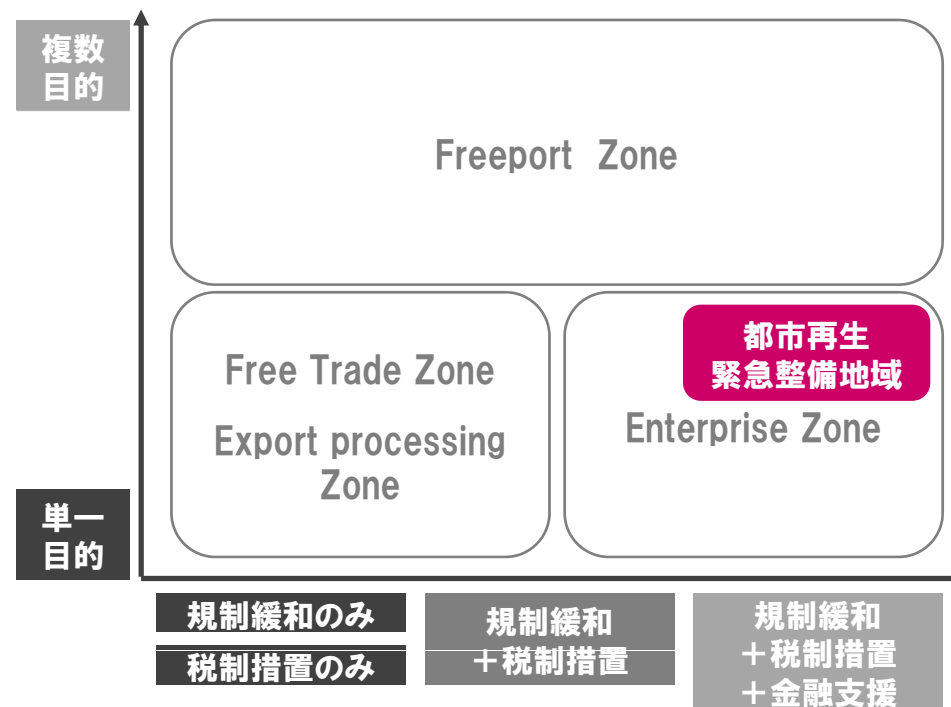 複数
目的
Freeport Zone
Free Trade Zone
Export processing
Zone
都市再生
緊急整備地域
Enterprise Zone
単一
目的
規制緩和のみ
税制措置のみ
規制緩和
＋税制措置
規制緩和
＋税制措置
＋金融支援